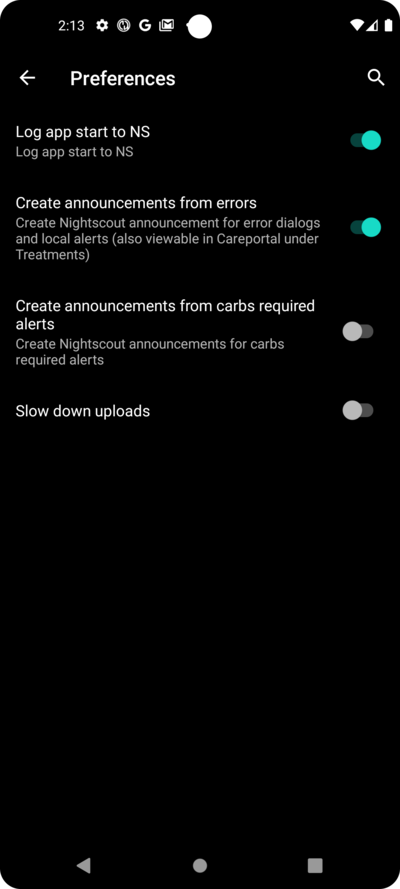 2:13
Preferences
Log app start to NS
Log app start to NS
Create announcements from errors
Create Nightscout announcement for error dialogs
and local alerts (also viewable in Careportal under
Treatments)
Create announcements from carbs required
alerts
Create Nightscout announcements for carbs
required alerts
Slow down uploads